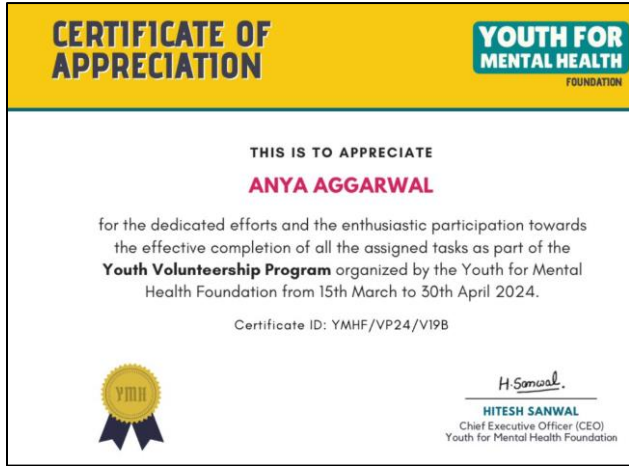 CERTIFICATE OF
APPRECIATION
YOUTH FOR
MENTAL HEALTH
FOUNDATION
THIS IS TO APPRECIATE
ANYA AGGARWAL
for the dedicated efforts and the enthusiastic participation towards
the effective completion of all the assigned tasks as part of the
Youth Volunteership Program organized by the Youth for Mental
Health Foundation from 15th March to 30th April 2024.
Certificate ID: YMHF/VP24/V19B
YMH
H.Sanwal.
HITESH SANWAL
Chief Executive Officer (CEO)
Youth for Mental Health Foundation